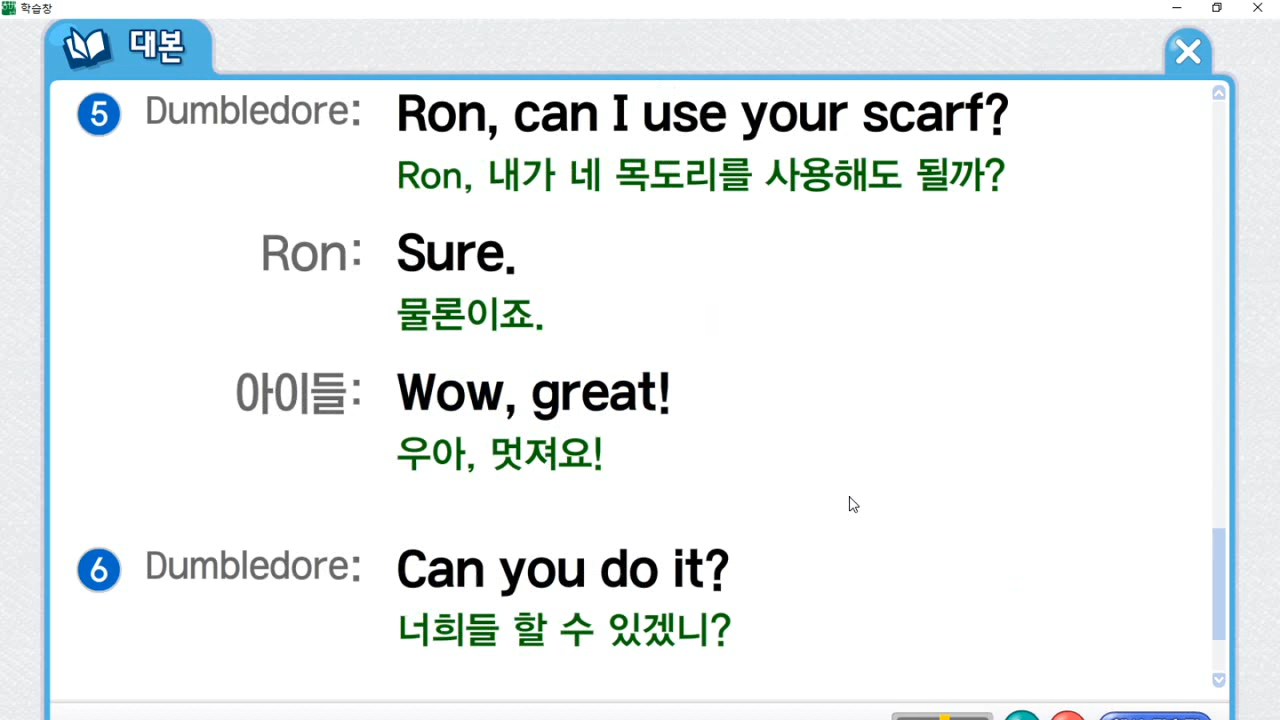 학습창
대본
5 Dumbledore: Ron, can I use your scarf?
Ron, 내가 네 목도리를 사용해도 될까?
Ron: Sure.
물론이죠.
아이들: Wow, great!
우아, 멋져요!
6 Dumbledore: Can you do it?
너희들 할 수 있겠니?